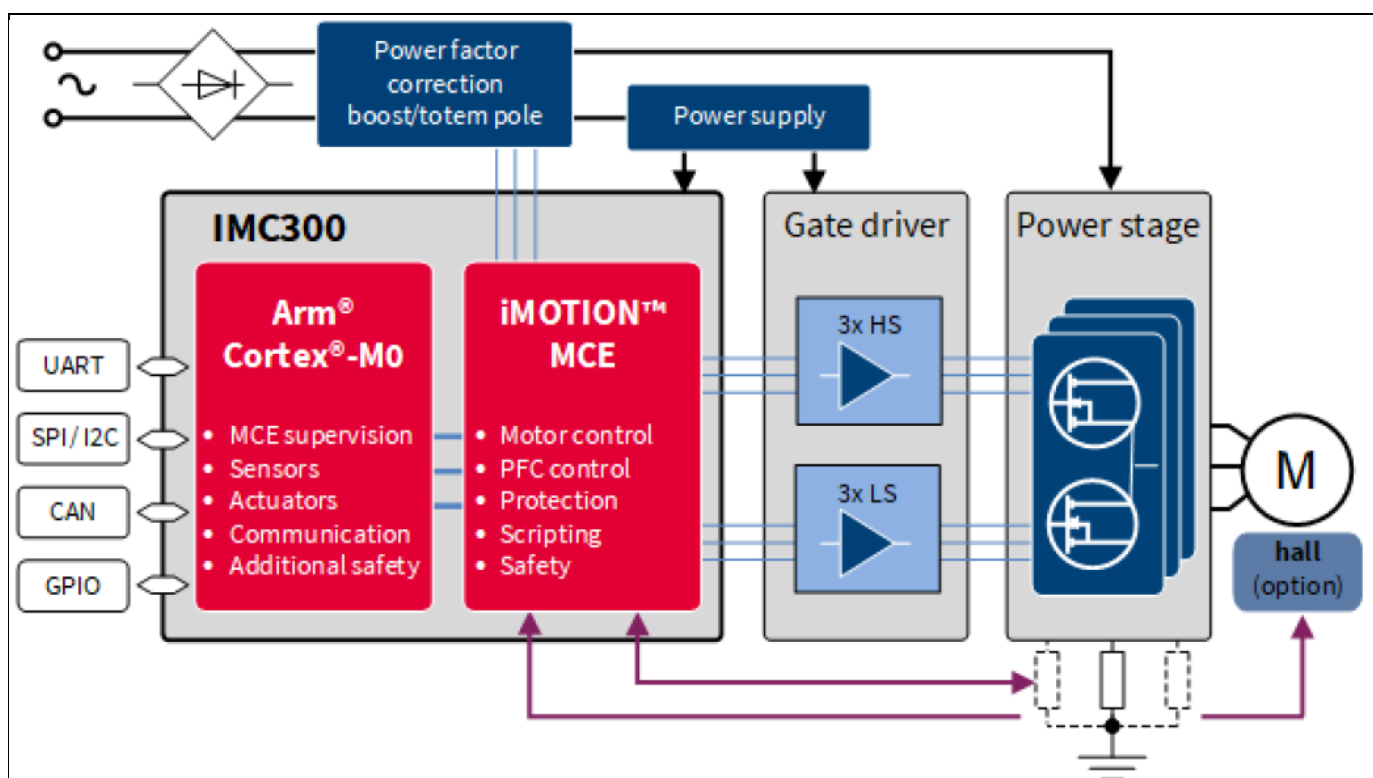 Power factor
correction
boost/totem pole
Power supply
IMC300
Gate driver
Power stage
Arm®
Cortex®-M0
• MCE supervision
• Sensors
• Actuators
• Communication
• Additional safety
iMOTION™
MCE
• Motor control
• PFC control
• Protection
• Scripting
• Safety
UART
SPI/I2C
CAN
GPIO
3x HS
3x LS
M
hall
(option)